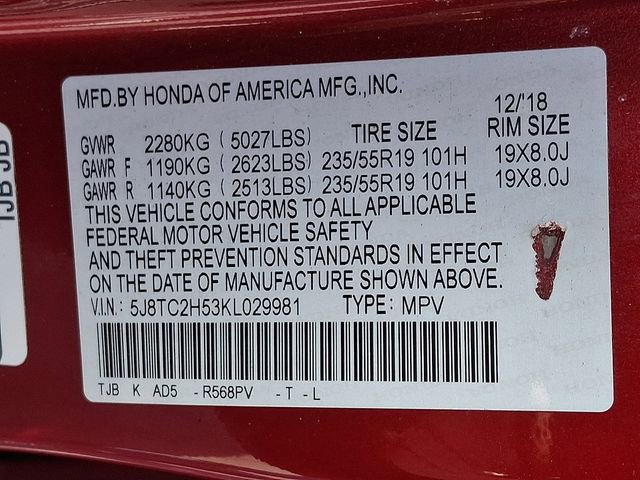 MFD.BY HONDA OF AMERICA MFG.,INC.
12/'18
GVWR 2280KG ( 5027LBS) TIRE SIZE RIM SIZE
GAWR F 1190KG ( 2623LBS) 235/55R19 101H 19X8.0J
GAWR R 1140KG ( 2513LBS) 235/55R19 101H 19X8.0J
THIS VEHICLE CONFORMS TO ALL APPLICABLE
FEDERAL MOTOR VEHICLE SAFETY
AND THEFT PREVENTION STANDARDS IN EFFECT
ON THE DATE OF MANUFACTURE SHOWN ABOVE.
V.I.N.: 5J8TC2H53KL029981 TYPE: MPV
TJB K AD5 - R568PV - T - L
TJB JB